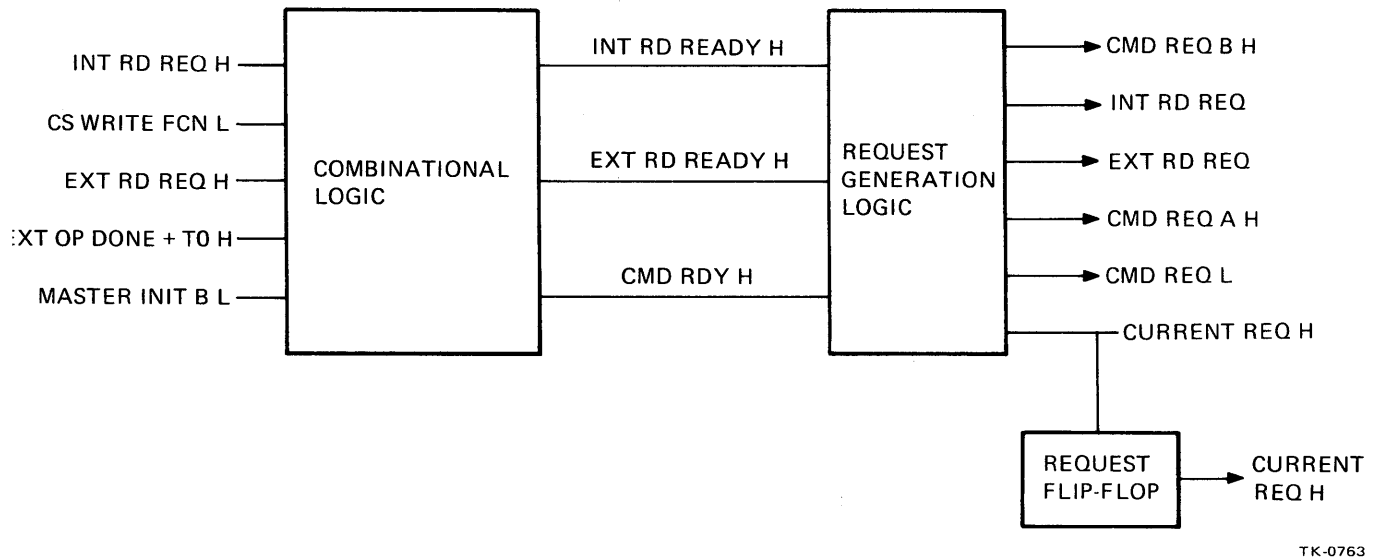 INT RD REQ H
CS WRITE FCN L
EXT RD REQ H
EXT OP DONE + T0 H
MASTER INIT B L
COMBINATIONAL
LOGIC
INT RD READY H
EXT RD READY H
CMD RDY H
REQUEST
GENERATION
LOGIC
CMD REQ B H
INT RD REQ
EXT RD REQ
CMD REQ A H
CMD REQ L
CURRENT REQ H
REQUEST
FLIP-FLOP
CURRENT
REQ H
TK-0763